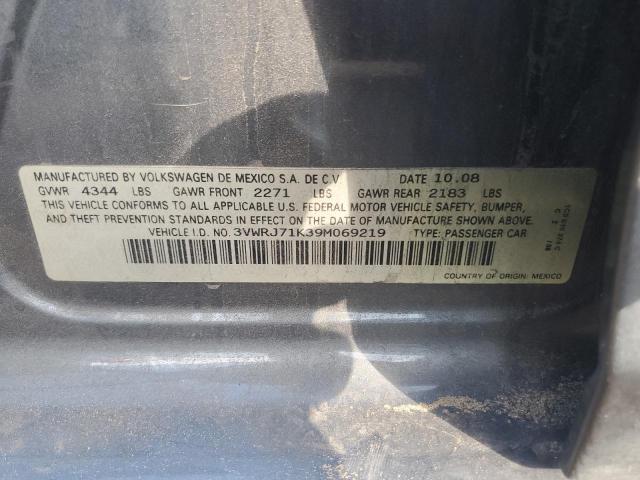 MANUFACTURED BY VOLKSWAGEN DE MEXICO S.A. DE C.V. DATE 10.08
GVWR 4344 LBS GAWR FRONT 2271 LBS GAWR REAR 2183 LBS
THIS VEHICLE CONFORMS TO ALL APPLICABLE U.S. FEDERAL MOTOR VEHICLE SAFETY, BUMPER,
AND THEFT PREVENTION STANDARDS IN EFFECT ON THE DATE OF MANUFACTURE SHOWN ABOVE.
VEHICLE I.D. NO. 3VWRJ71K39M069219 TYPE: PASSENGER CAR
COUNTRY OF ORIGIN: MEXICO